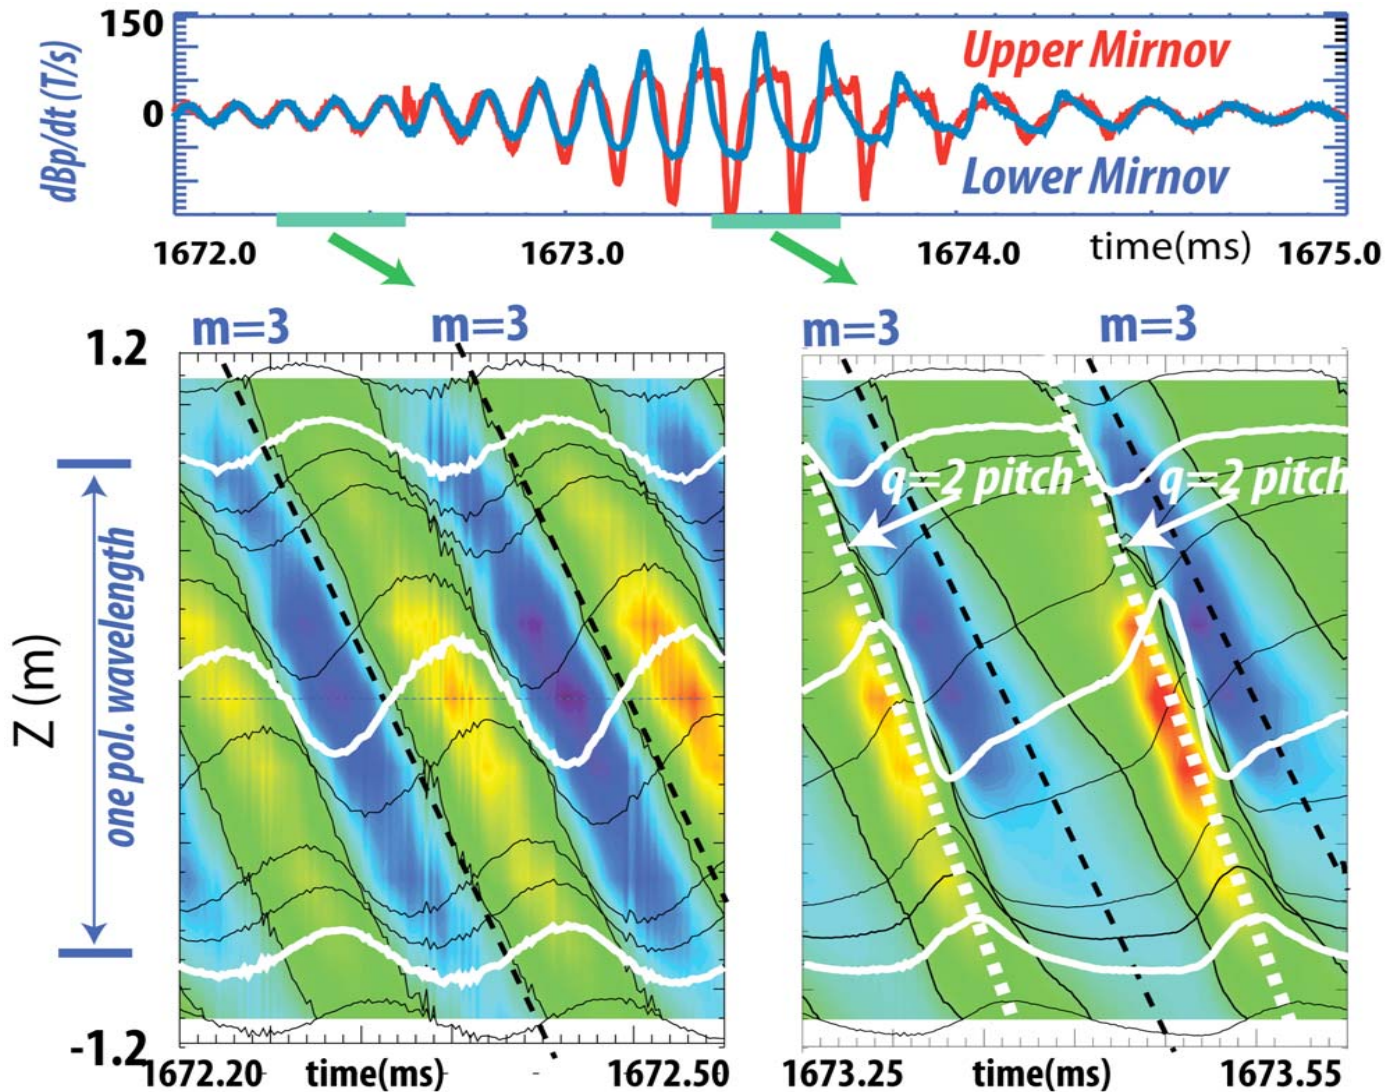 150
0
dBp/dt (T/s)
Upper Mirnov
Lower Mirnov
1672.0
1673.0
1674.0
time(ms)
1675.0
m=3
m=3
m=3
m=3
1.2
-1.2
Z (m)
one pol. wavelength
q=2 pitch
q=2 pitch
1672.20
time(ms)
1672.50
1673.25
time(ms)
1673.55